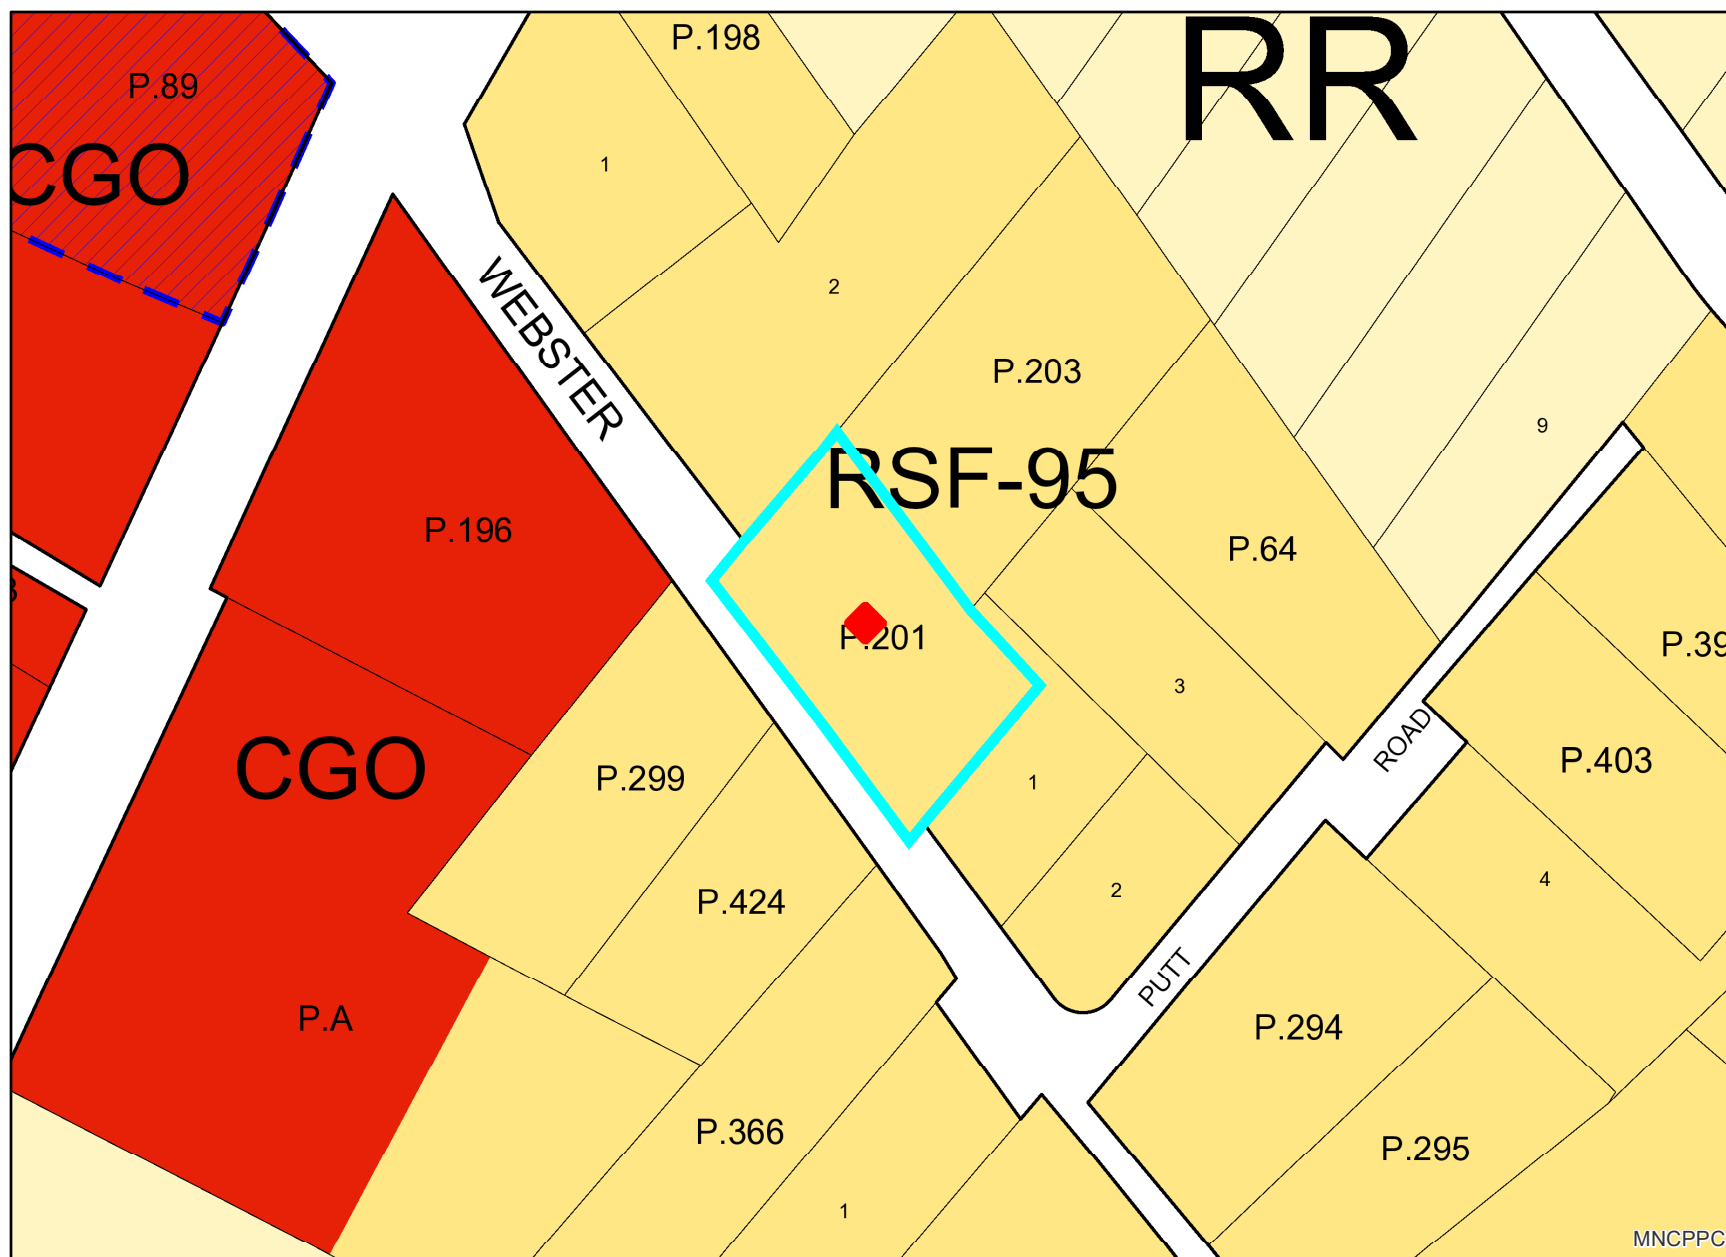 P.198
RR
P.89
CGO
1
2
WEBSTER
P.203
9
RSF-95
P.196
P.64
P.201
P.39
3
ROAD
CGO
P.299
1
P.403
P.424
2
4
PUTT
P.A
P.294
P.366
P.295
1
MNCPPC